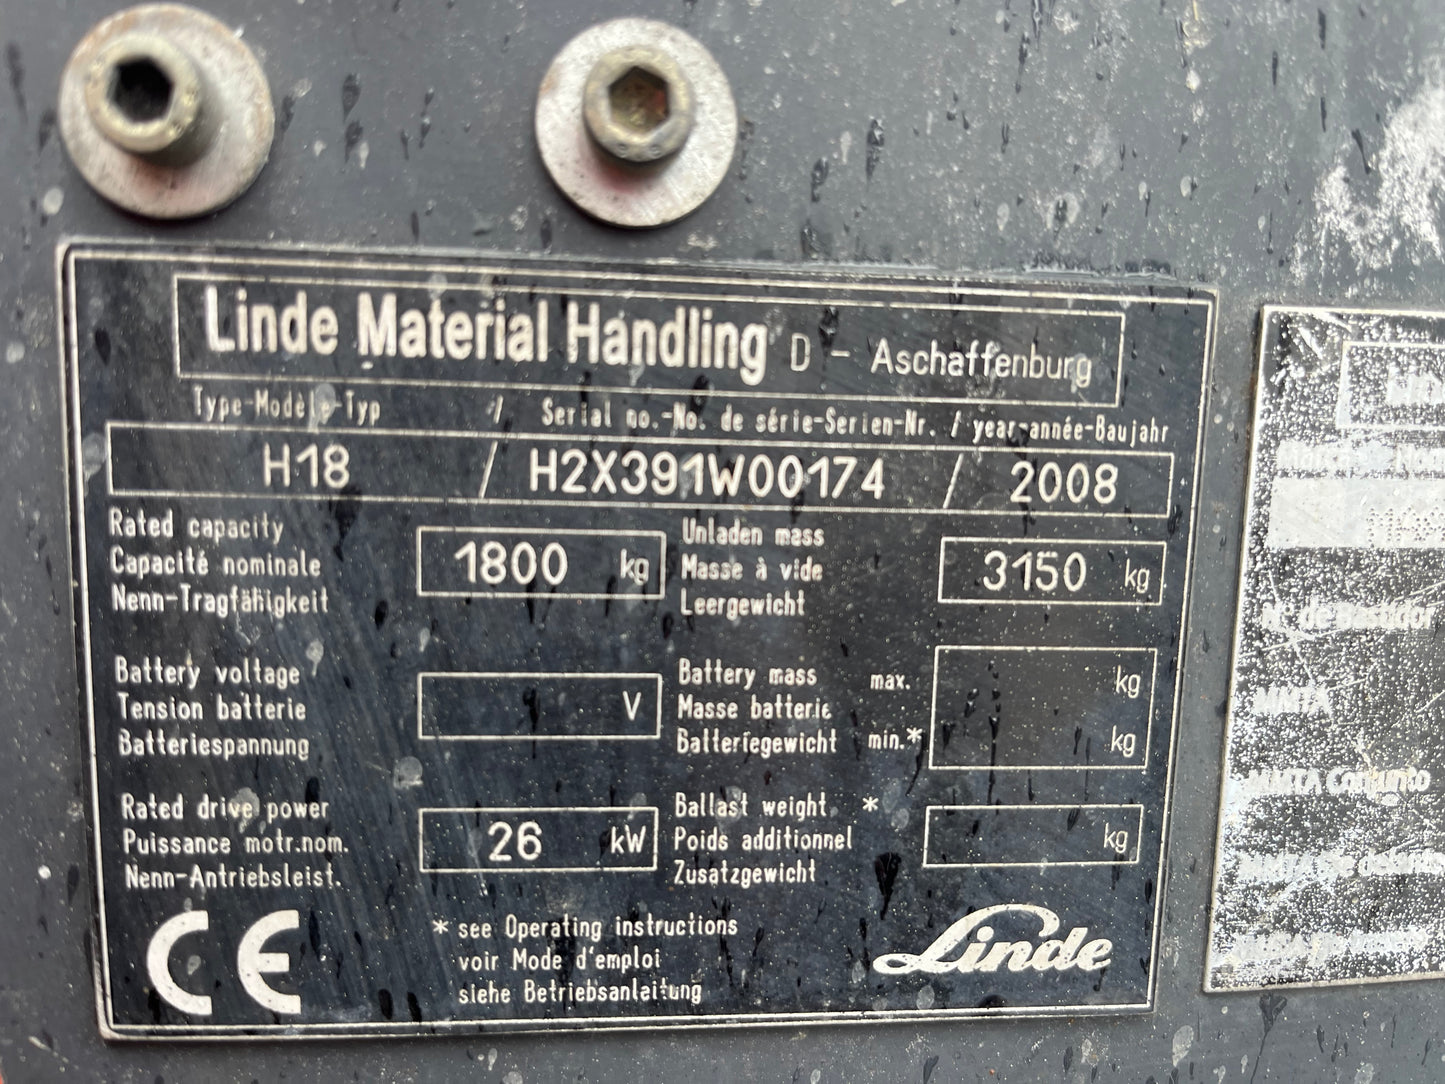 Linde Material Handling D - Aschaffenburg
Type-Modèle-Typ / Serial no.-No. de série-Serien-Nr. / year-année-Baujahr
H18 / H2X391W00174 / 2008
Rated capacity
Capacité nominale
Nenn-Tragfähigkeit
1800 kg
Unladen mass
Masse à vide
Leergewicht
3150 kg
Battery voltage
Tension batterie
Batteriespannung
V
Battery mass max. kg
Masse batterie
Batteriegewicht min.* kg
Rated drive power
Puissance motr.nom.
Nenn-Antriebsleist.
26 kW
Ballast weight *
Poids additionnel
Zusatzgewicht
kg
CE
* see Operating instructions
voir Mode d'emploi
siehe Betriebsanleitung
Linde
MMTA
MMTA Conjunto